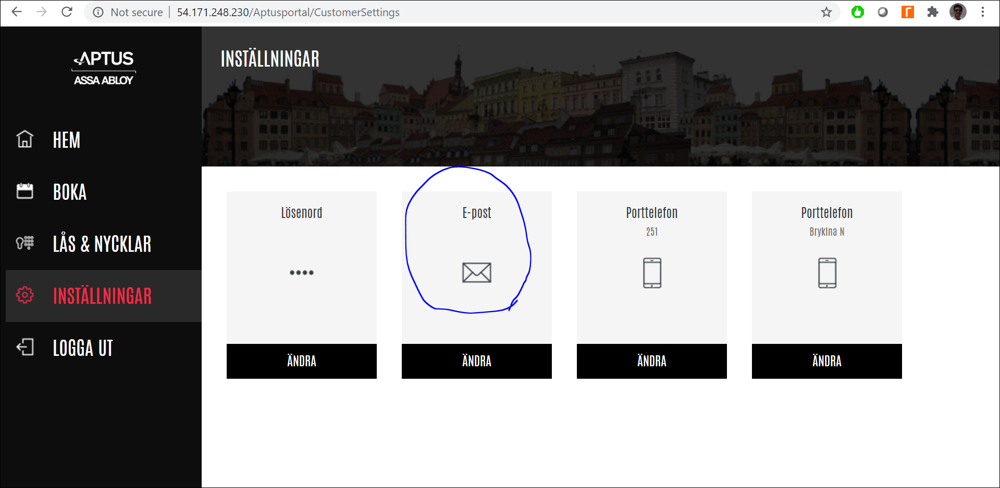 Not secure 54.171.248.230/Aptusportal/CustomerSettings
APTUS
ASSA ABLOY
HEM
BOKA
LÅS & NYCKLAR
INSTÄLLNINGAR
LOGGA UT
INSTÄLLNINGAR
Lösenord
ÄNDRA
E-post
ÄNDRA
Porttelefon
251
ÄNDRA
Porttelefon
Brykina N
ÄNDRA